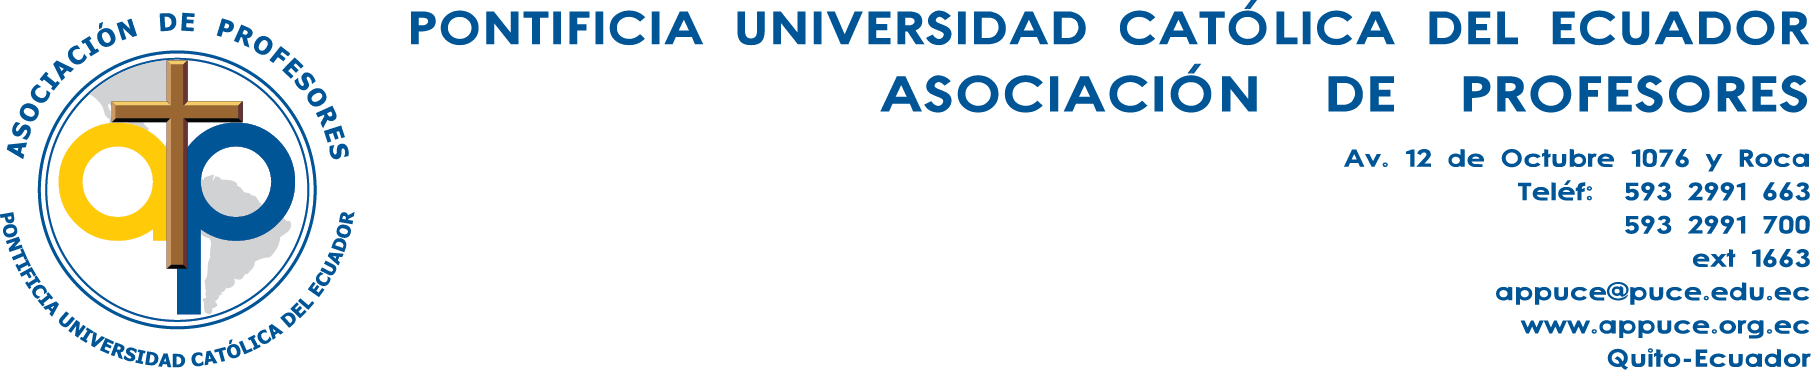 ASOCIACIÓN DE PROFESORES
ap
PONTIFICIA UNIVERSIDAD CATÓLICA DEL ECUADOR
PONTIFICIA UNIVERSIDAD CATÓLICA DEL ECUADOR
ASOCIACIÓN DE PROFESORES
Av. 12 de Octubre 1076 y Roca
Teléf: 593 2991 663
593 2991 700
ext 1663
appuce@puce.edu.ec
www.appuce.org.ec
Quito-Ecuador